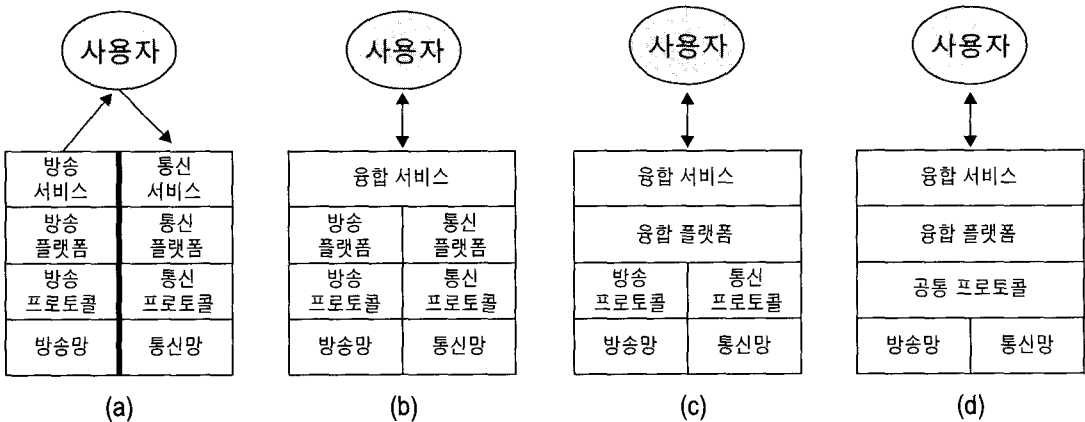 사용자
방송
서비스
통신
서비스
방송
플랫폼
통신
플랫폼
방송
프로토콜
통신
프로토콜
방송망
통신망
(a)
사용자
융합 서비스
방송
플랫폼
통신
플랫폼
방송
프로토콜
통신
프로토콜
방송망
통신망
(b)
사용자
융합 서비스
융합 플랫폼
방송
프로토콜
통신
프로토콜
방송망
통신망
(c)
사용자
융합 서비스
융합 플랫폼
공통 프로토콜
방송망
통신망
(d)